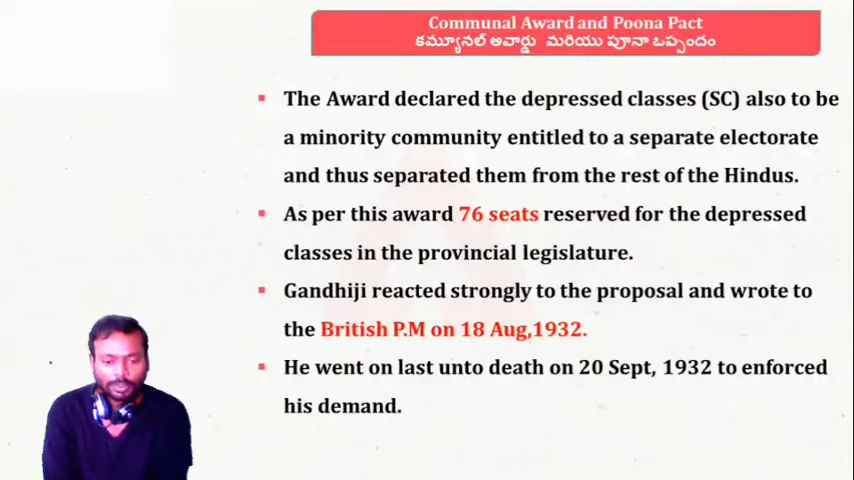 Communal Award and Poona Pact
కమ్యూనల్ అవార్డు మరియు పూనా ఒప్పందం
▪ The Award declared the depressed classes (SC) also to be
a minority community entitled to a separate electorate
and thus separated them from the rest of the Hindus.
▪ As per this award 76 seats reserved for the depressed
classes in the provincial legislature.
▪ Gandhiji reacted strongly to the proposal and wrote to
the British P.M on 18 Aug,1932.
▪ He went on last unto death on 20 Sept, 1932 to enforced
his demand.